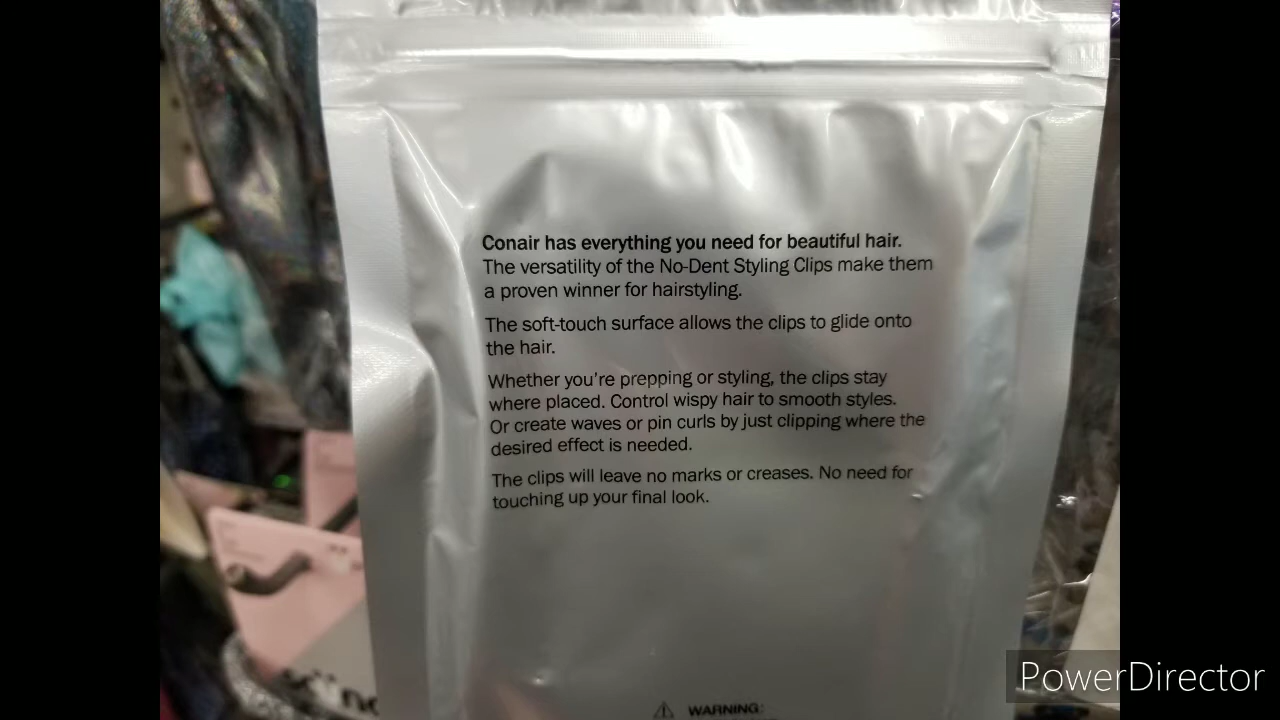 Conair has everything you need for beautiful hair.
The versatility of the No-Dent Styling Clips make them
a proven winner for hairstyling.
The soft-touch surface allows the clips to glide onto
the hair.
Whether you're prepping or styling, the clips stay
where placed. Control wispy hair to smooth styles.
Or create waves or pin curls by just clipping where the
desired effect is needed.
The clips will leave no marks or creases. No need for
touching up your final look.
WARNING:
PowerDirector